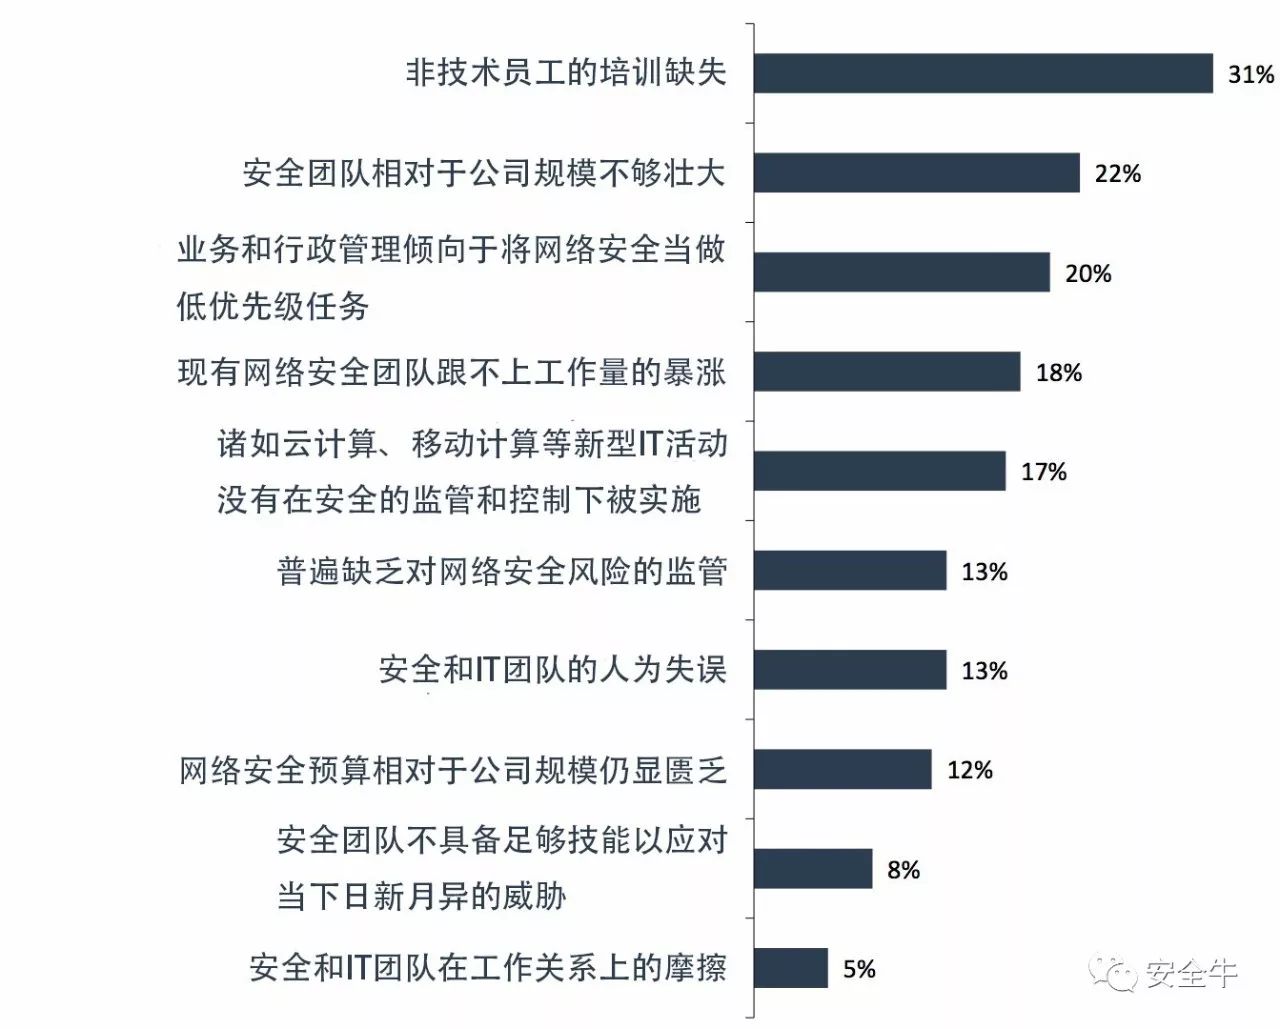 非技术员工的培训缺失
31%
安全团队相对于公司规模不够壮大
22%
业务和行政管理倾向于将网络安全当做
低优先级任务
20%
现有网络安全团队跟不上工作量的暴涨
18%
诸如云计算、移动计算等新型IT活动
没有在安全的监管和控制下被实施
17%
普遍缺乏对网络安全风险的监管
13%
安全和IT团队的人为失误
13%
网络安全预算相对于公司规模仍显匮乏
12%
安全团队不具备足够技能以应对
当下日新月异的威胁
8%
安全和IT团队在工作关系上的摩擦
5%
安全牛